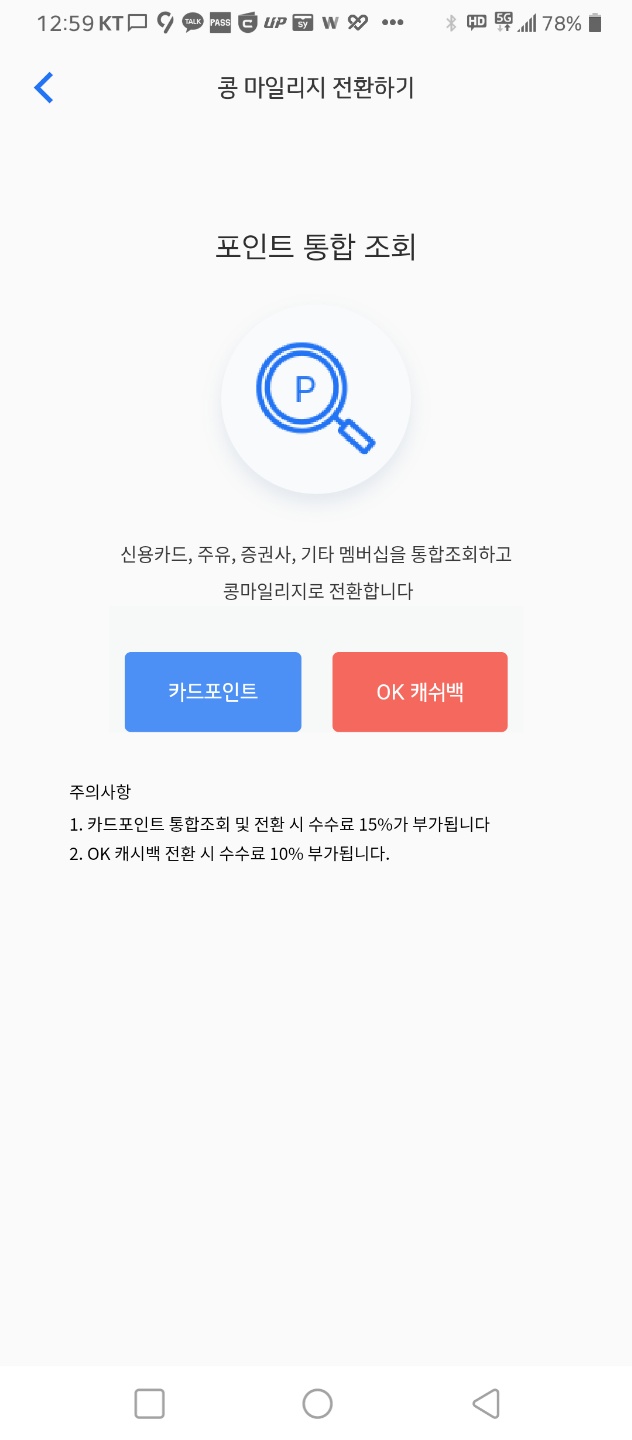 12:59 KT TALK PASS UP sy W HD 5G 78%
콩 마일리지 전환하기
포인트 통합 조회
P
신용카드, 주유, 증권사, 기타 멤버십을 통합조회하고
콩마일리지로 전환합니다
카드포인트 OK 캐쉬백
주의사항
1. 카드포인트 통합조회 및 전환 시 수수료 15%가 부가됩니다
2. OK 캐시백 전환 시 수수료 10% 부가됩니다.